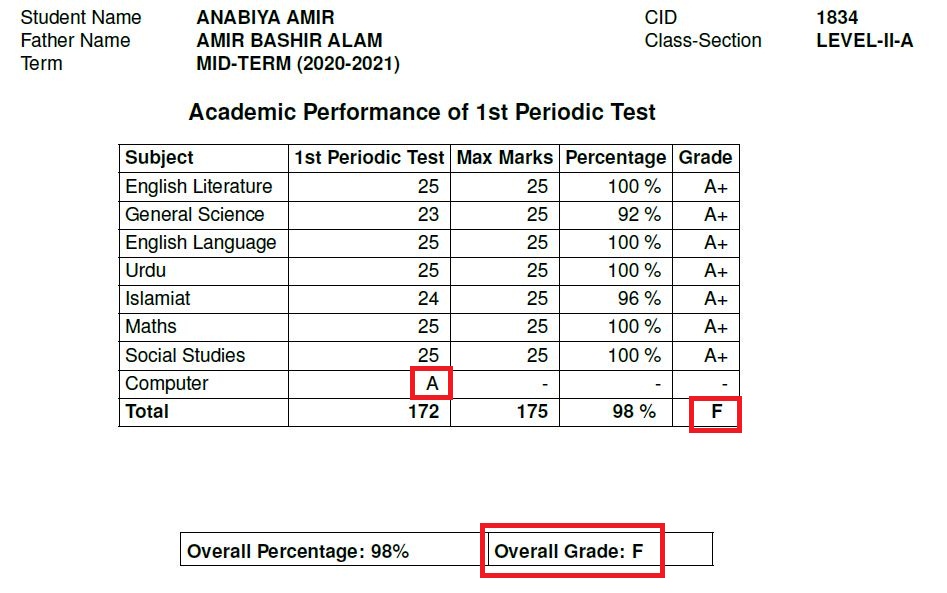 Student Name ANABIYA AMIR CID 1834
Father Name AMIR BASHIR ALAM Class-Section LEVEL-II-A
Term MID-TERM (2020-2021)
Academic Performance of 1st Periodic Test
Subject 1st Periodic Test Max Marks Percentage Grade
English Literature 25 25 100 % A+
General Science 23 25 92 % A+
English Language 25 25 100 % A+
Urdu 25 25 100 % A+
Islamiat 24 25 96 % A+
Maths 25 25 100 % A+
Social Studies 25 25 100 % A+
Computer A - - -
Total 172 175 98 % F
Overall Percentage: 98% Overall Grade: F